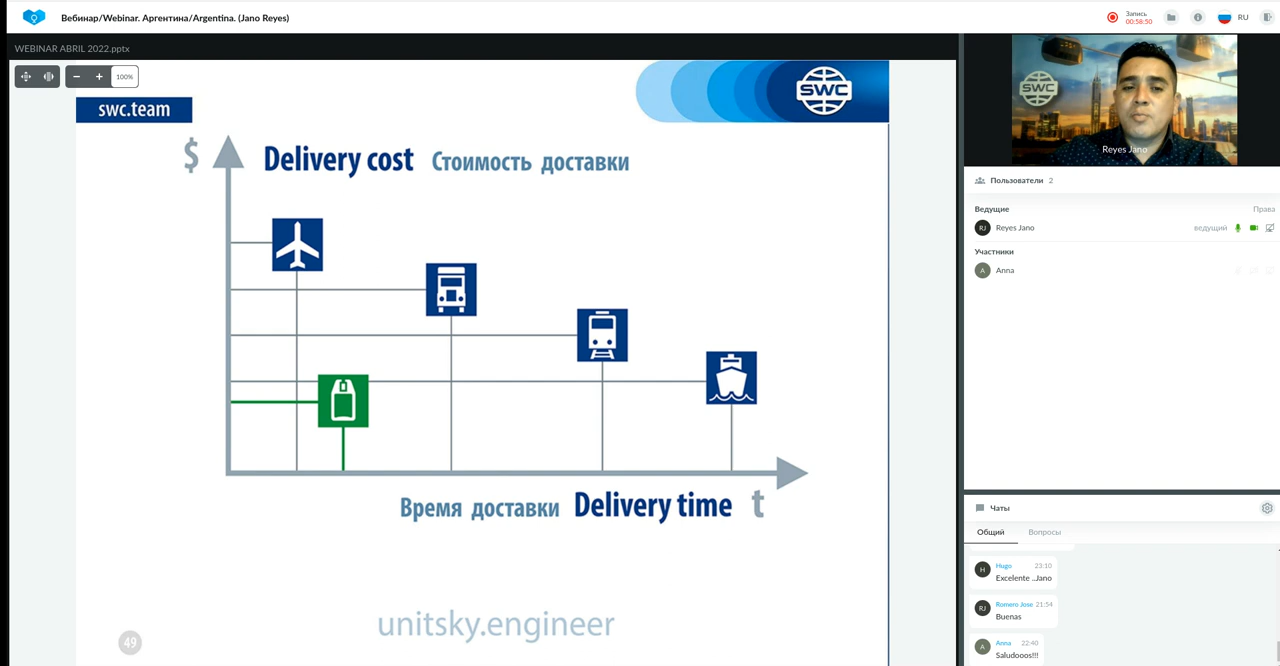 Вебинар/Webinar. Аргентина/Argentina. (Jano Reyes)
Запись
00:58:50
RU
WEBINAR ABRIL 2022.pptx
100%
swc.team
SWC
$
Delivery cost Стоимость доставки
Время доставки Delivery time t
unitsky.engineer
49
SWC
Reyes Jano
Пользователи 2
Ведущие Права
RJ Reyes Jano ведущий
Участники
A Anna
Чаты
Общий Вопросы
H Hugo 23:10
Excelente ..Jano
RJ Romero Jose 21:54
Buenas
A Anna 22:40
Saludooos!!!